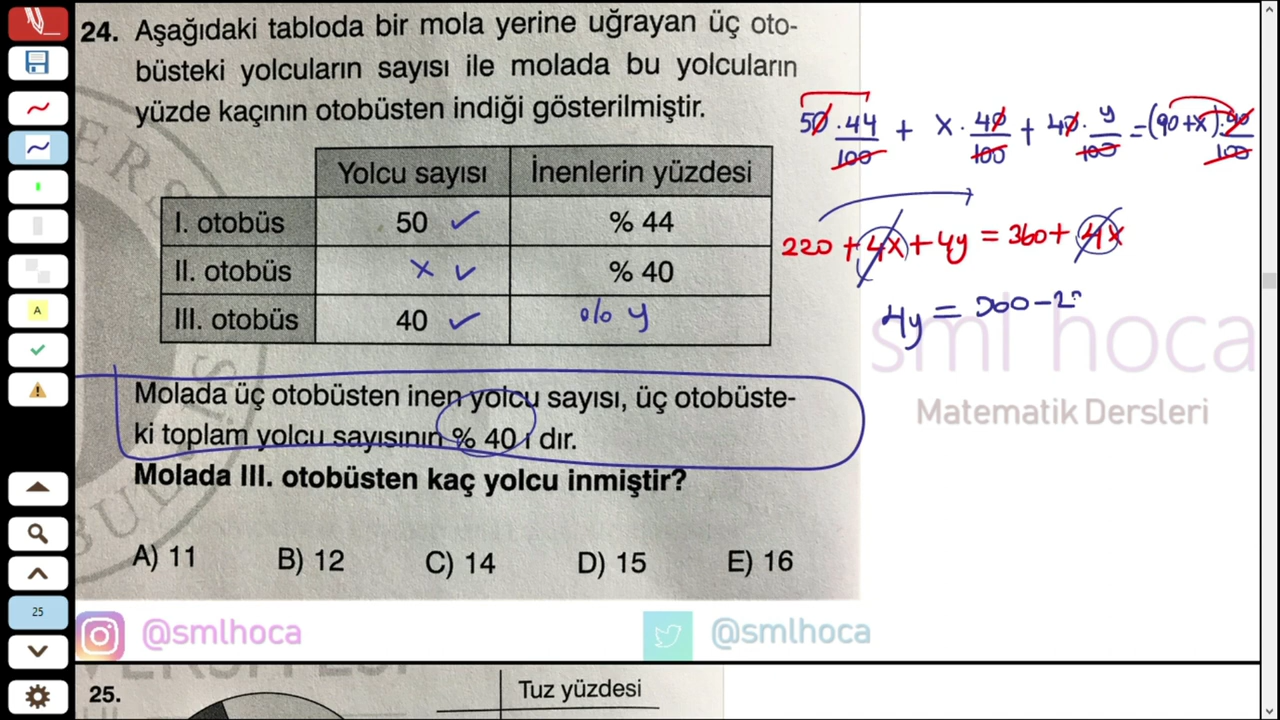 24. Aşağıdaki tabloda bir mola yerine uğrayan üç oto-
büsteki yolcuların sayısı ile molada bu yolcuların
yüzde kaçının otobüsten indiği gösterilmiştir.
Yolcu sayısı İnenlerin yüzdesi
I. otobüs 50 % 44
II. otobüs x % 40
III. otobüs 40 % y
Molada üç otobüsten inen yolcu sayısı, üç otobüste-
ki toplam yolcu sayısının % 40 ı dır.
Molada III. otobüsten kaç yolcu inmiştir?
A) 11 B) 12 C) 14 D) 15 E) 16
50 · 44/100 + x · 40/100 + 40 · y/100 = (90+x) · 40/100
220 + 4x + 4y = 360 + 4x
4y = 360 - 2
sml hoca
Matematik Dersleri
@smlhoca @smlhoca
25. Tuz yüzdesi
A
25